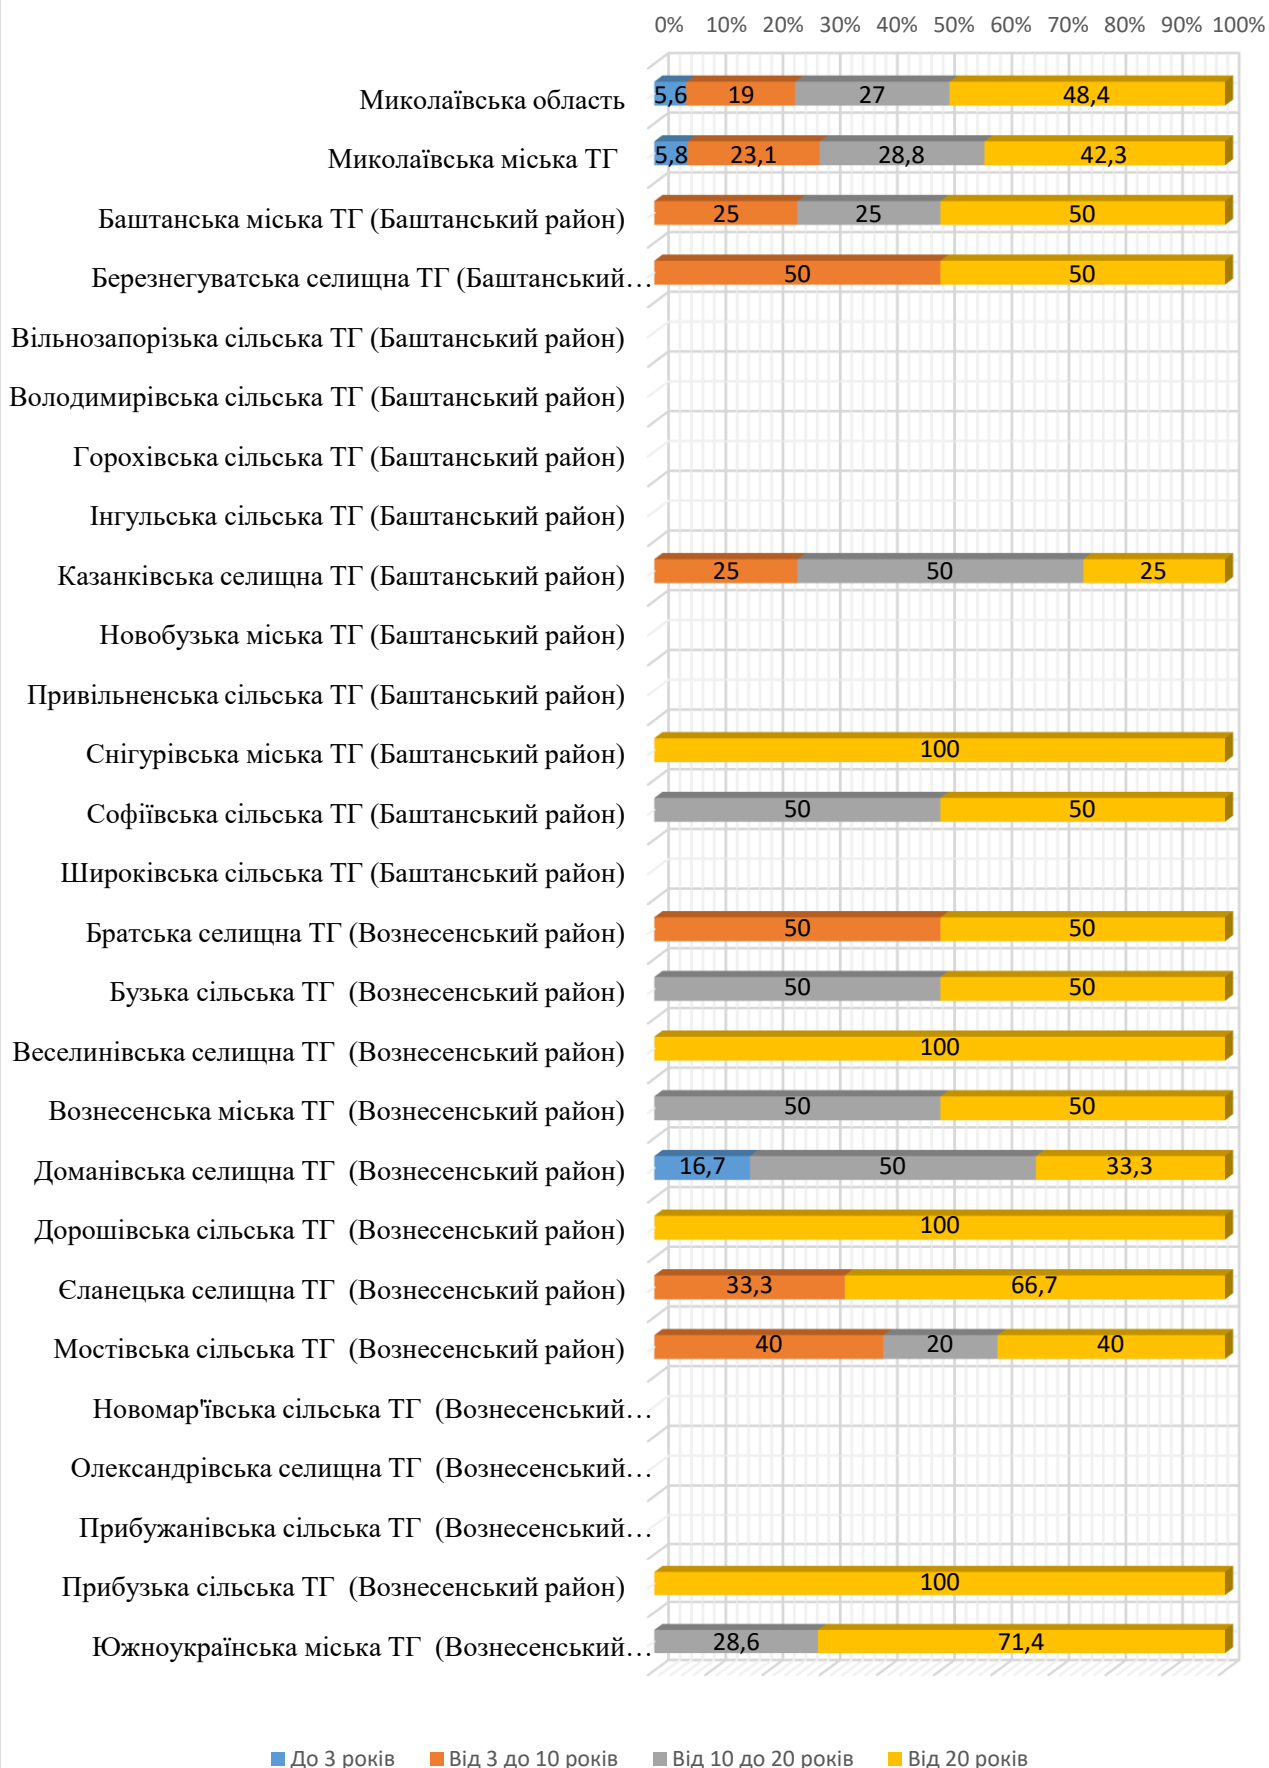 0% 10% 20% 30% 40% 50% 60% 70% 80% 90% 100%
Миколаївська область 5,6 19 27 48,4
Миколаївська міська ТГ 5,8 23,1 28,8 42,3
Баштанська міська ТГ (Баштанський район) 25 25 50
Березнегуватська селищна ТГ (Баштанський… 50 50
Вільнозапорізька сільська ТГ (Баштанський район)
Володимирівська сільська ТГ (Баштанський район)
Горохівська сільська ТГ (Баштанський район)
Інгульська сільська ТГ (Баштанський район)
Казанківська селищна ТГ (Баштанський район) 25 50 25
Новобузька міська ТГ (Баштанський район)
Привільненська сільська ТГ (Баштанський район)
Снігурівська міська ТГ (Баштанський район) 100
Софіївська сільська ТГ (Баштанський район) 50 50
Широківська сільська ТГ (Баштанський район)
Братська селищна ТГ (Вознесенський район) 50 50
Бузька сільська ТГ (Вознесенський район) 50 50
Веселинівська селищна ТГ (Вознесенський район) 100
Вознесенська міська ТГ (Вознесенський район) 50 50
Доманівська селищна ТГ (Вознесенський район) 16,7 50 33,3
Дорошівська сільська ТГ (Вознесенський район) 100
Єланецька селищна ТГ (Вознесенський район) 33,3 66,7
Мостівська сільська ТГ (Вознесенський район) 40 20 40
Новомар'ївська сільська ТГ (Вознесенський…
Олександрівська селищна ТГ (Вознесенський…
Прибужанівська сільська ТГ (Вознесенський…
Прибузька сільська ТГ (Вознесенський район) 100
Южноукраїнська міська ТГ (Вознесенський… 28,6 71,4
До 3 років Від 3 до 10 років Від 10 до 20 років Від 20 років